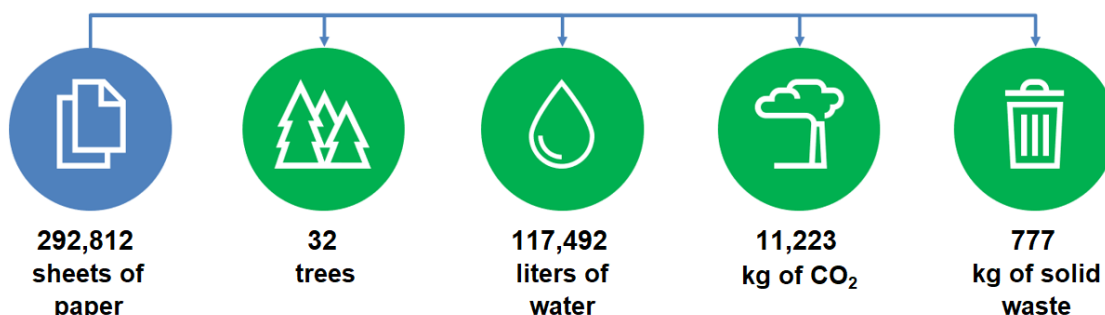 292,812
sheets of
paper
32
trees
117,492
liters of
water
11,223
kg of CO₂
777
kg of solid
waste